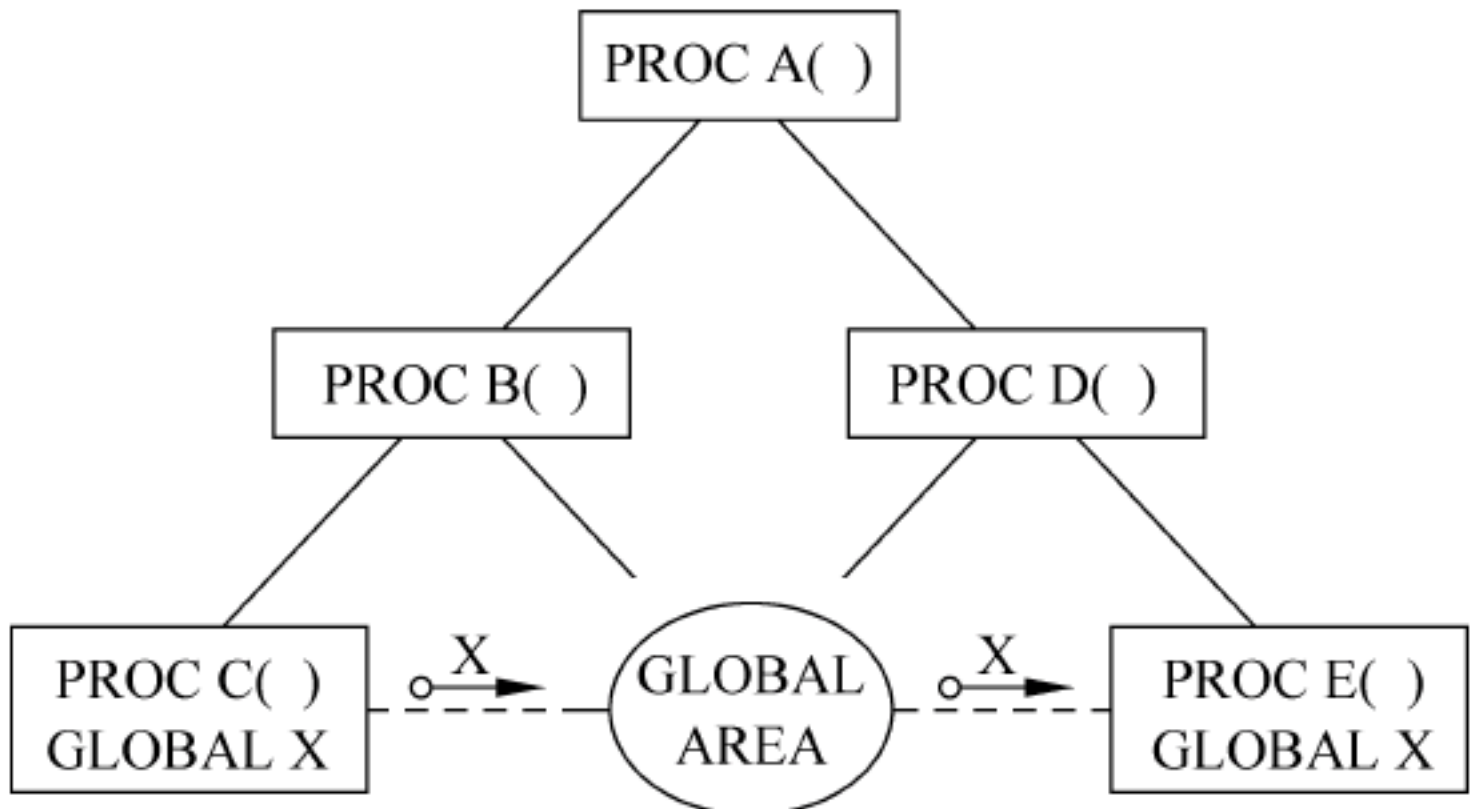 PROC A( )
PROC B( )
PROC D( )
PROC C( )
GLOBAL X
X
GLOBAL
AREA
X
PROC E( )
GLOBAL X